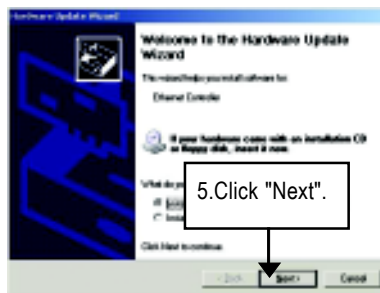 Hardware Update Wizard
Welcome to the Hardware Update
Wizard
This wizard helps you install software for:
Ethernet Controller
If your hardware came with an installation CD
or floppy disk, insert it now.
What do
5.Click "Next".
Click Next to continue.
< Back Next > Cancel